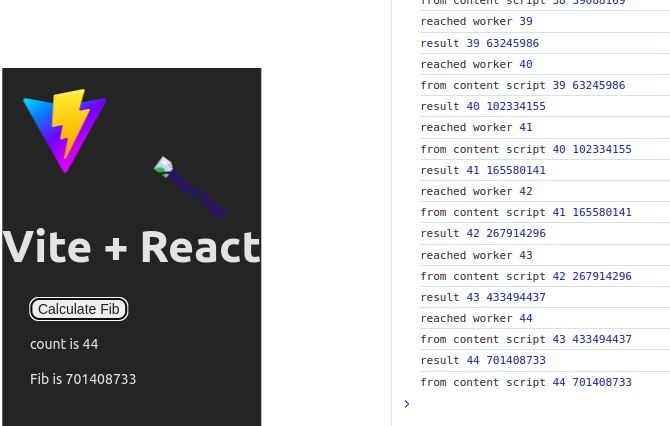 React logo
Vite + React
Calculate Fib
count is 44
Fib is 701408733
from content script 38 39088169
reached worker 39
result 39 63245986
reached worker 40
from content script 39 63245986
result 40 102334155
reached worker 41
from content script 40 102334155
result 41 165580141
reached worker 42
from content script 41 165580141
result 42 267914296
reached worker 43
from content script 42 267914296
result 43 433494437
reached worker 44
from content script 43 433494437
result 44 701408733
from content script 44 701408733